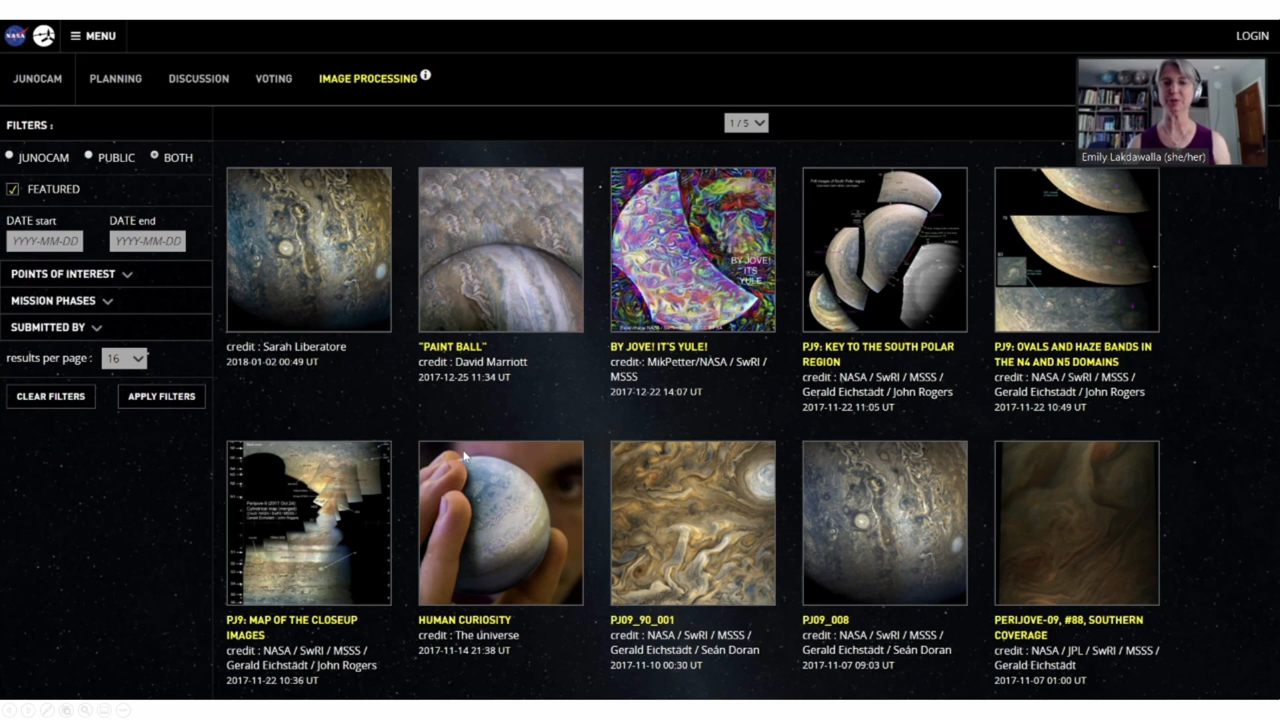 NASA
MENU
LOGIN
JUNOCAM
PLANNING
DISCUSSION
VOTING
IMAGE PROCESSING
i
Emily Lakdawalla (she/her)
FILTERS :
1 / 5
JUNOCAM
PUBLIC
BOTH
FEATURED
DATE start
DATE end
YYYY-MM-DD
YYYY-MM-DD
POINTS OF INTEREST
MISSION PHASES
SUBMITTED BY
results per page :
16
CLEAR FILTERS
APPLY FILTERS
credit : Sarah Liberatore
2018-01-02 00:49 UT
BY JOVE!
ITS
YULE
"PAINT BALL"
credit : David Marriott
2017-12-25 11:34 UT
BY JOVE! IT'S YULE!
credit-: MikPetter/NASA / SwRI /
MSSS
2017-12-22 14:07 UT
PJ9: KEY TO THE SOUTH POLAR
REGION
credit : NASA / SwRI / MSSS /
Gerald Eichstädt / John Rogers
2017-11-22 11:05 UT
PJ9: OVALS AND HAZE BANDS IN
THE N4 AND N5 DOMAINS
credit : NASA / SwRI / MSSS /
Gerald Eichstädt / John Rogers
2017-11-22 10:49 UT
PJ9: MAP OF THE CLOSEUP
IMAGES
credit : NASA / SwRI / MSSS /
Gerald Eichstädt / John Rogers
2017-11-22 10:36 UT
HUMAN CURIOSITY
credit : The universe
2017-11-14 21:38 UT
PJ09_90_001
credit : NASA / SwRI / MSSS /
Gerald Eichstädt / Seán Doran
2017-11-10 00:30 UT
PJ09_008
credit : NASA / SwRI / MSSS /
Gerald Eichstädt / Seán Doran
2017-11-07 09:03 UT
PERIJOVE-09, #88, SOUTHERN
COVERAGE
credit : NASA / JPL / SwRI / MSSS /
Gerald Eichstädt
2017-11-07 01:00 UT